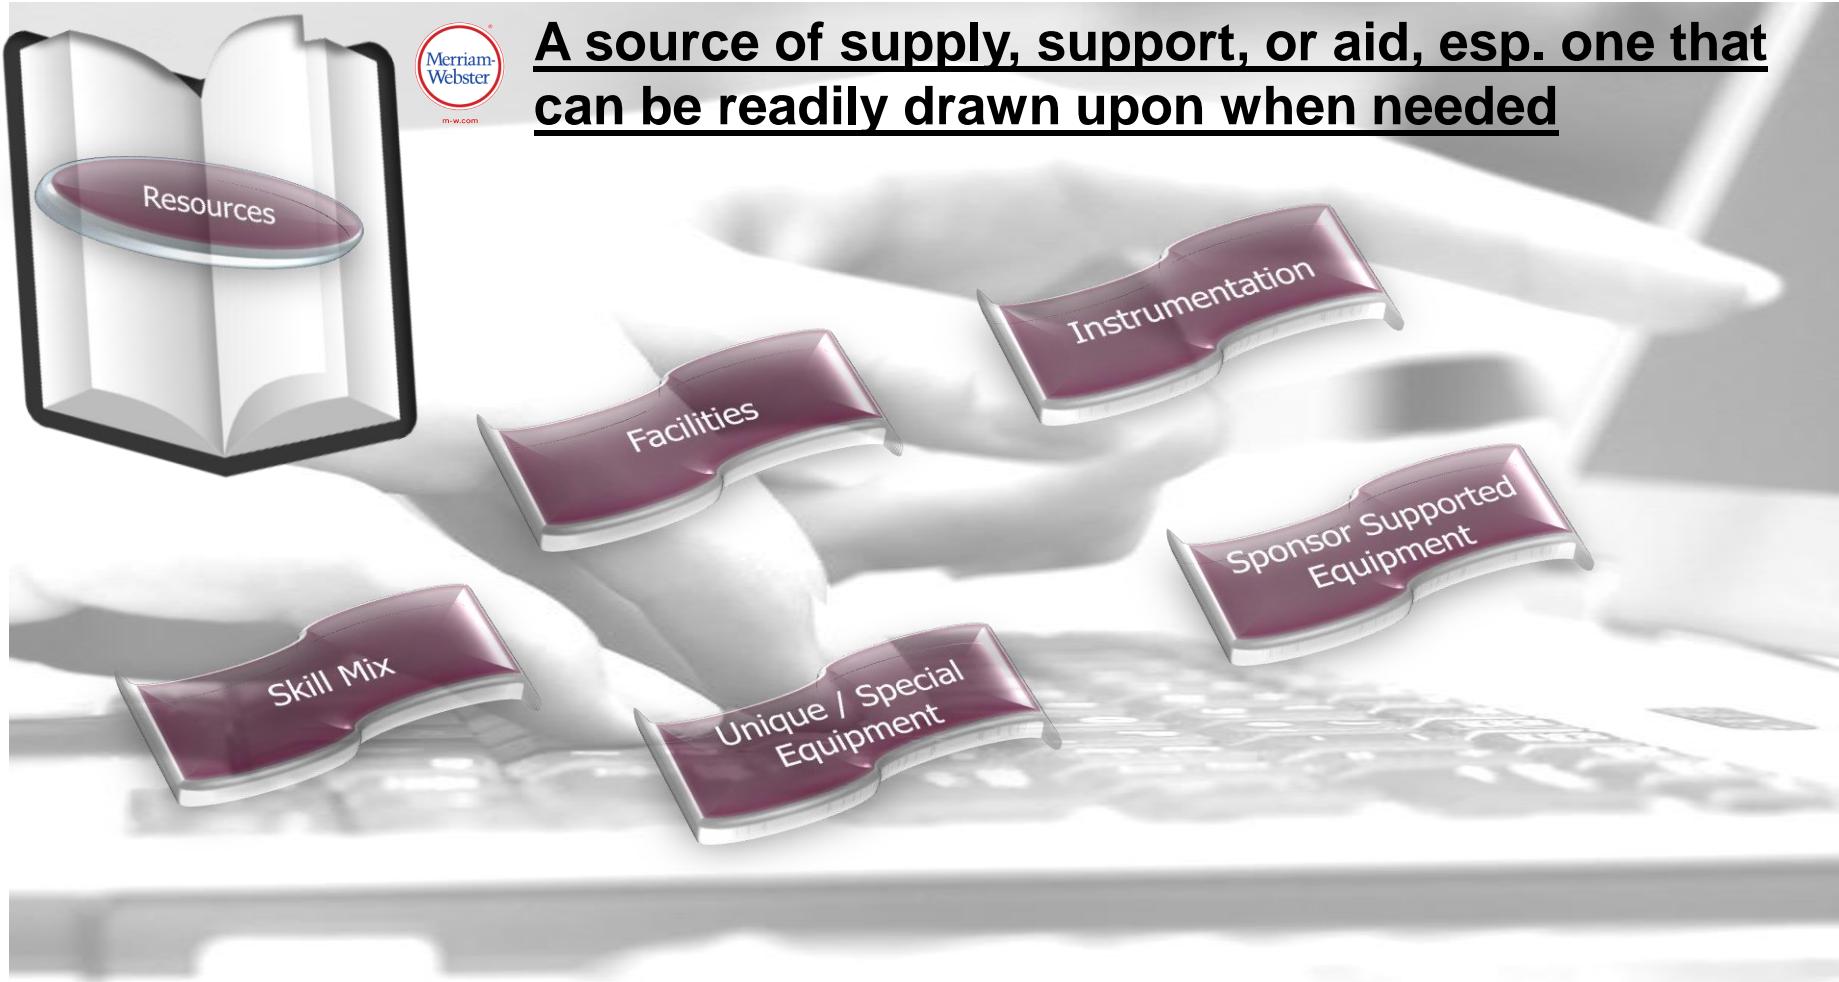 A source of supply, support, or aid, esp. one that
can be readily drawn upon when needed
Merriam-
Webster
®
m-w.com
Resources
Instrumentation
Facilities
Sponsor Supported
Equipment
Skill Mix
Unique / Special
Equipment